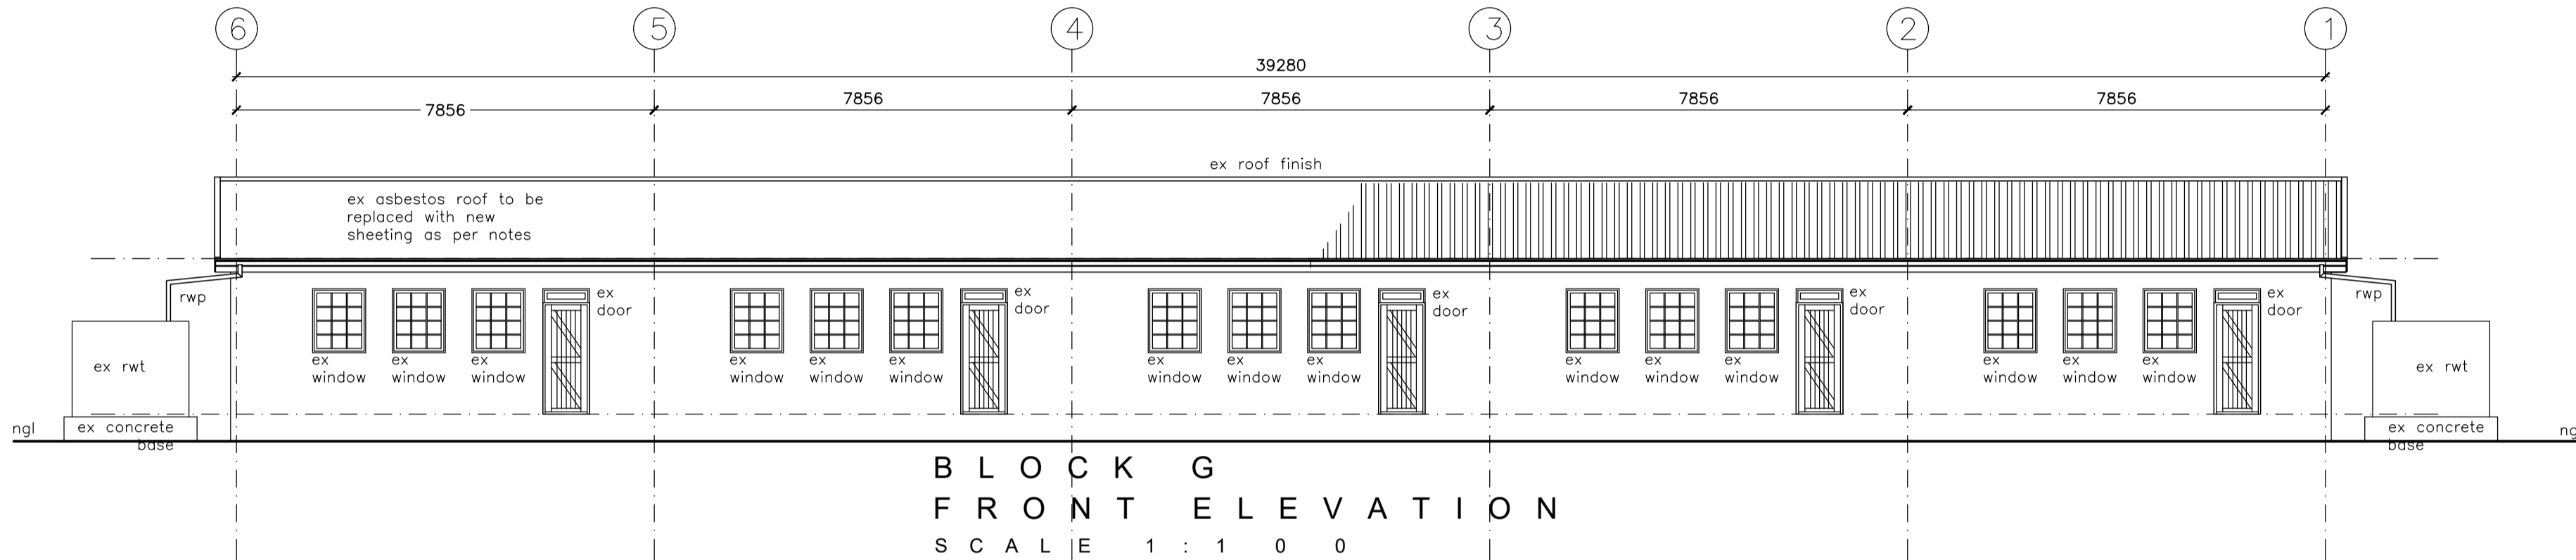 6 5 4 3 2 1
39280
7856 7856 7856 7856 7856
ex roof finish
ex asbestos roof to be
replaced with new
sheeting as per notes
rwp
rwp
ex
door
ex
door
ex
door
ex
door
ex
door
ex
window
ex
window
ex
window
ex
window
ex
window
ex
window
ex
window
ex
window
ex
window
ex
window
ex
window
ex
window
ex
window
ex
window
ex
window
ex rwt
ex rwt
ngl
ex concrete
base
ex concrete
base
ng
BLOCK G
FRONT ELEVATION
SCALE 1:100